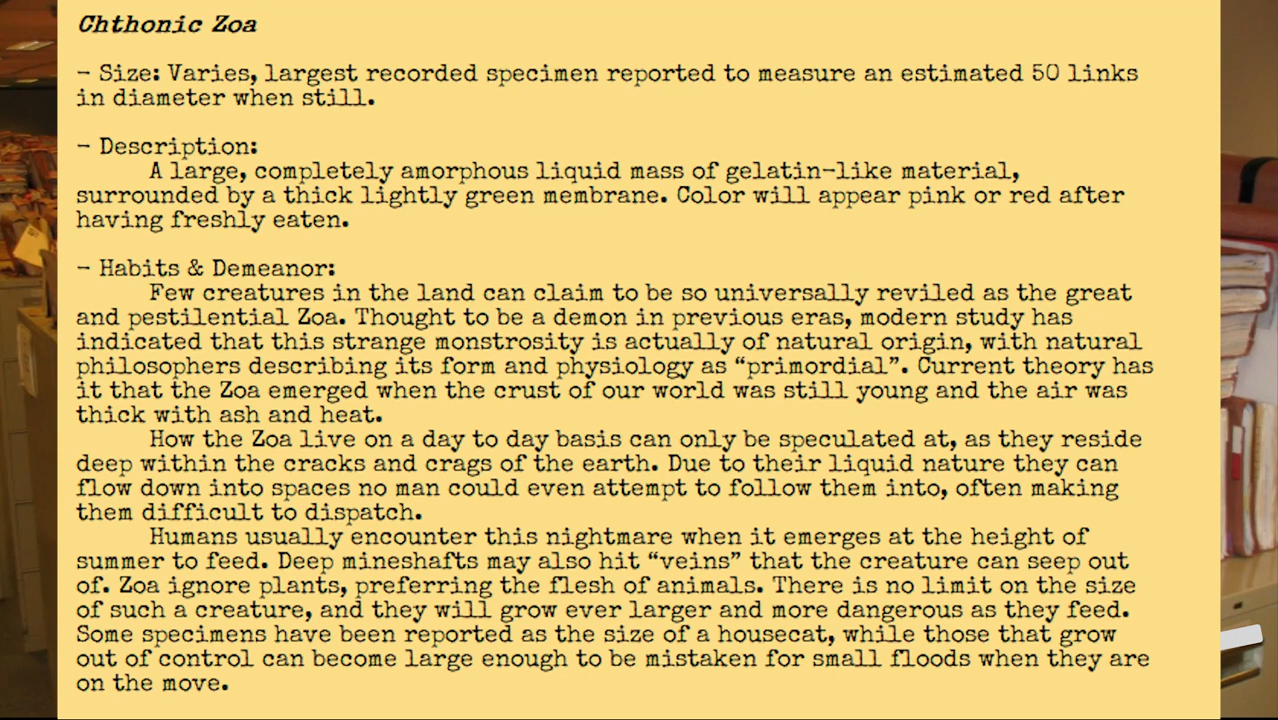 Chthonic Zoa
- Size: Varies, largest recorded specimen reported to measure an estimated 50 links
in diameter when still.
- Description:
A large, completely amorphous liquid mass of gelatin-like material,
surrounded by a thick lightly green membrane. Color will appear pink or red after
having freshly eaten.
- Habits & Demeanor:
Few creatures in the land can claim to be so universally reviled as the great
and pestilential Zoa. Thought to be a demon in previous eras, modern study has
indicated that this strange monstrosity is actually of natural origin, with natural
philosophers describing its form and physiology as “primordial”. Current theory has
it that the Zoa emerged when the crust of our world was still young and the air was
thick with ash and heat.
How the Zoa live on a day to day basis can only be speculated at, as they reside
deep within the cracks and crags of the earth. Due to their liquid nature they can
flow down into spaces no man could even attempt to follow them into, often making
them difficult to dispatch.
Humans usually encounter this nightmare when it emerges at the height of
summer to feed. Deep mineshafts may also hit “veins” that the creature can seep out
of. Zoa ignore plants, preferring the flesh of animals. There is no limit on the size
of such a creature, and they will grow ever larger and more dangerous as they feed.
Some specimens have been reported as the size of a housecat, while those that grow
out of control can become large enough to be mistaken for small floods when they are
on the move.